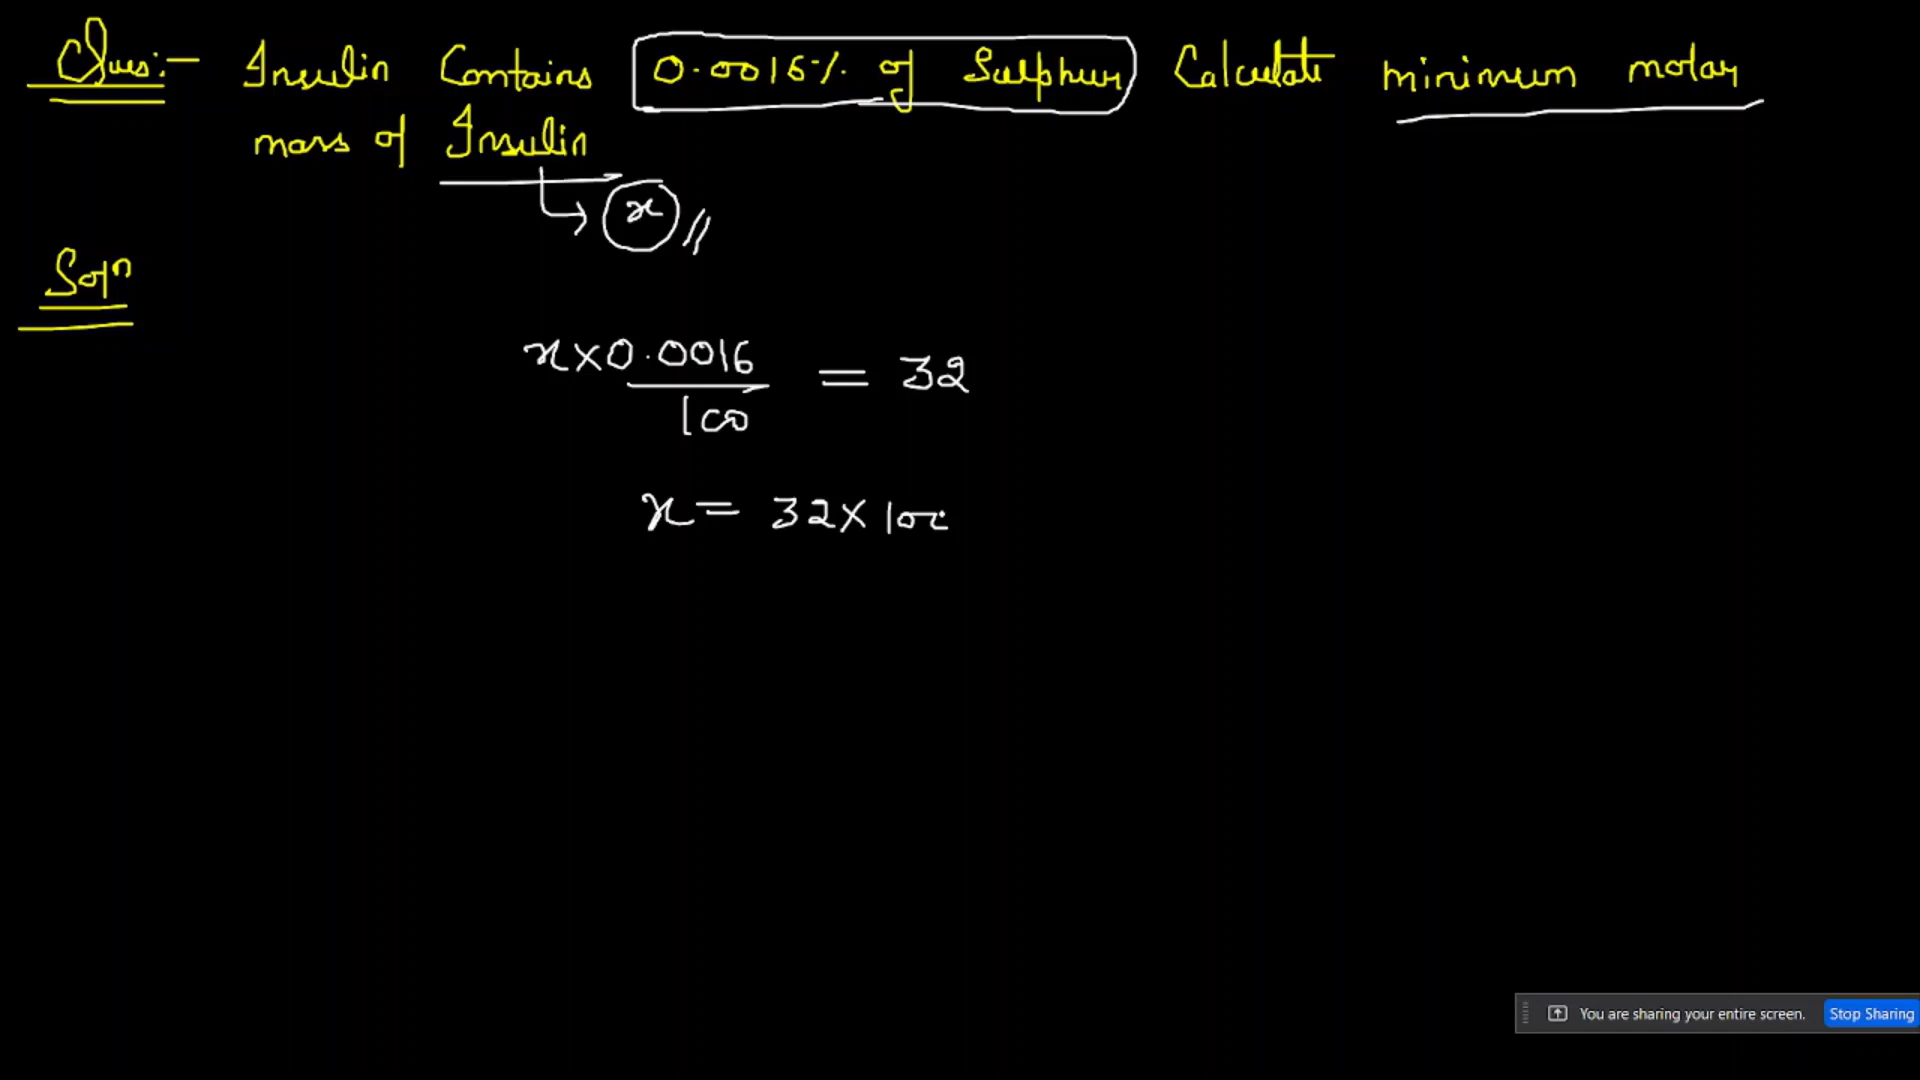 Ques:- Insulin Contains 0.0016% of Sulphur Calculate minimum molar
mass of Insulin
x
Soln
x×0.0016
100
= 32
x = 32×100
You are sharing your entire screen. Stop Sharing